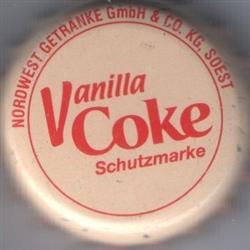 NORDWEST GETRÄNKE GmbH & CO. KG, SOEST
Vanilla
Coke
Schutzmarke